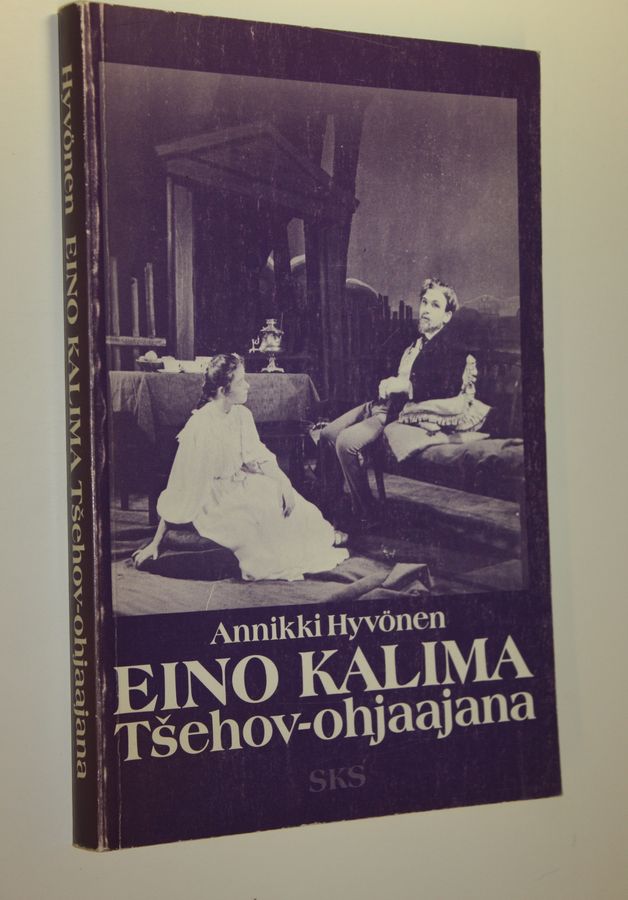 Hyvönen EINO KALIMA Tšehov-ohjaajana
Annikki Hyvönen
EINO KALIMA
Tšehov-ohjaajana
SKS